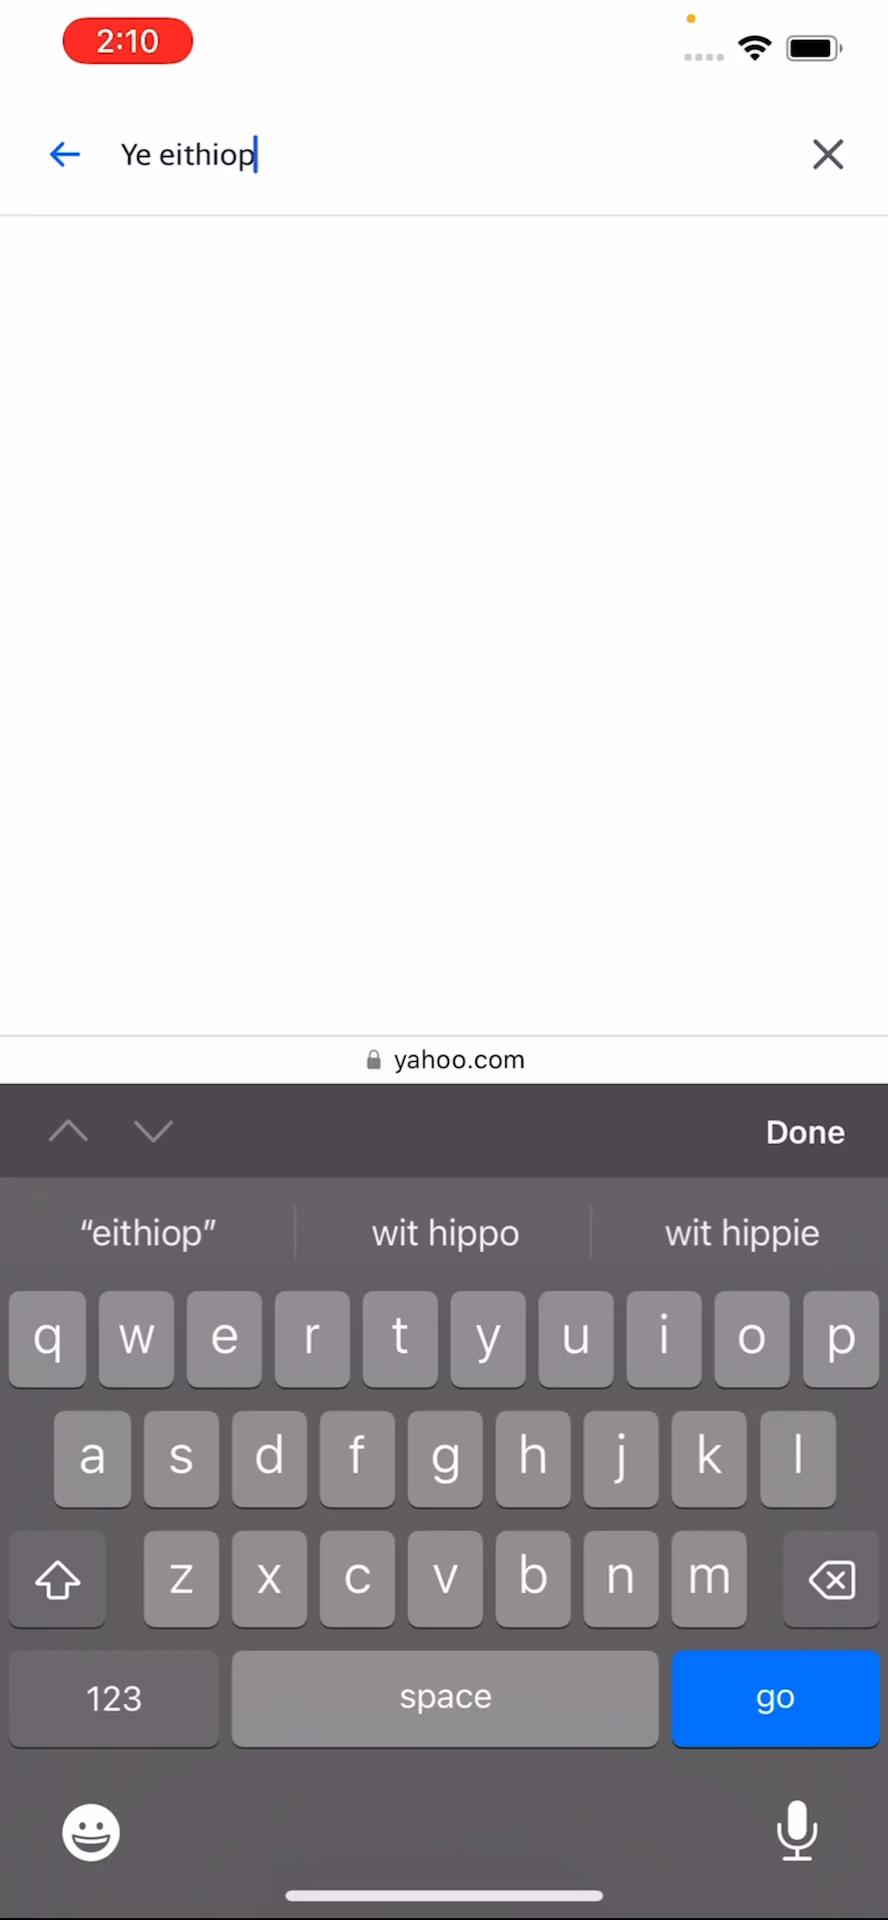 2:10
Ye eithiop
yahoo.com
Done
“eithiop” wit hippo wit hippie
q w e r t y u i o p
a s d f g h j k l
z x c v b n m
123 space go